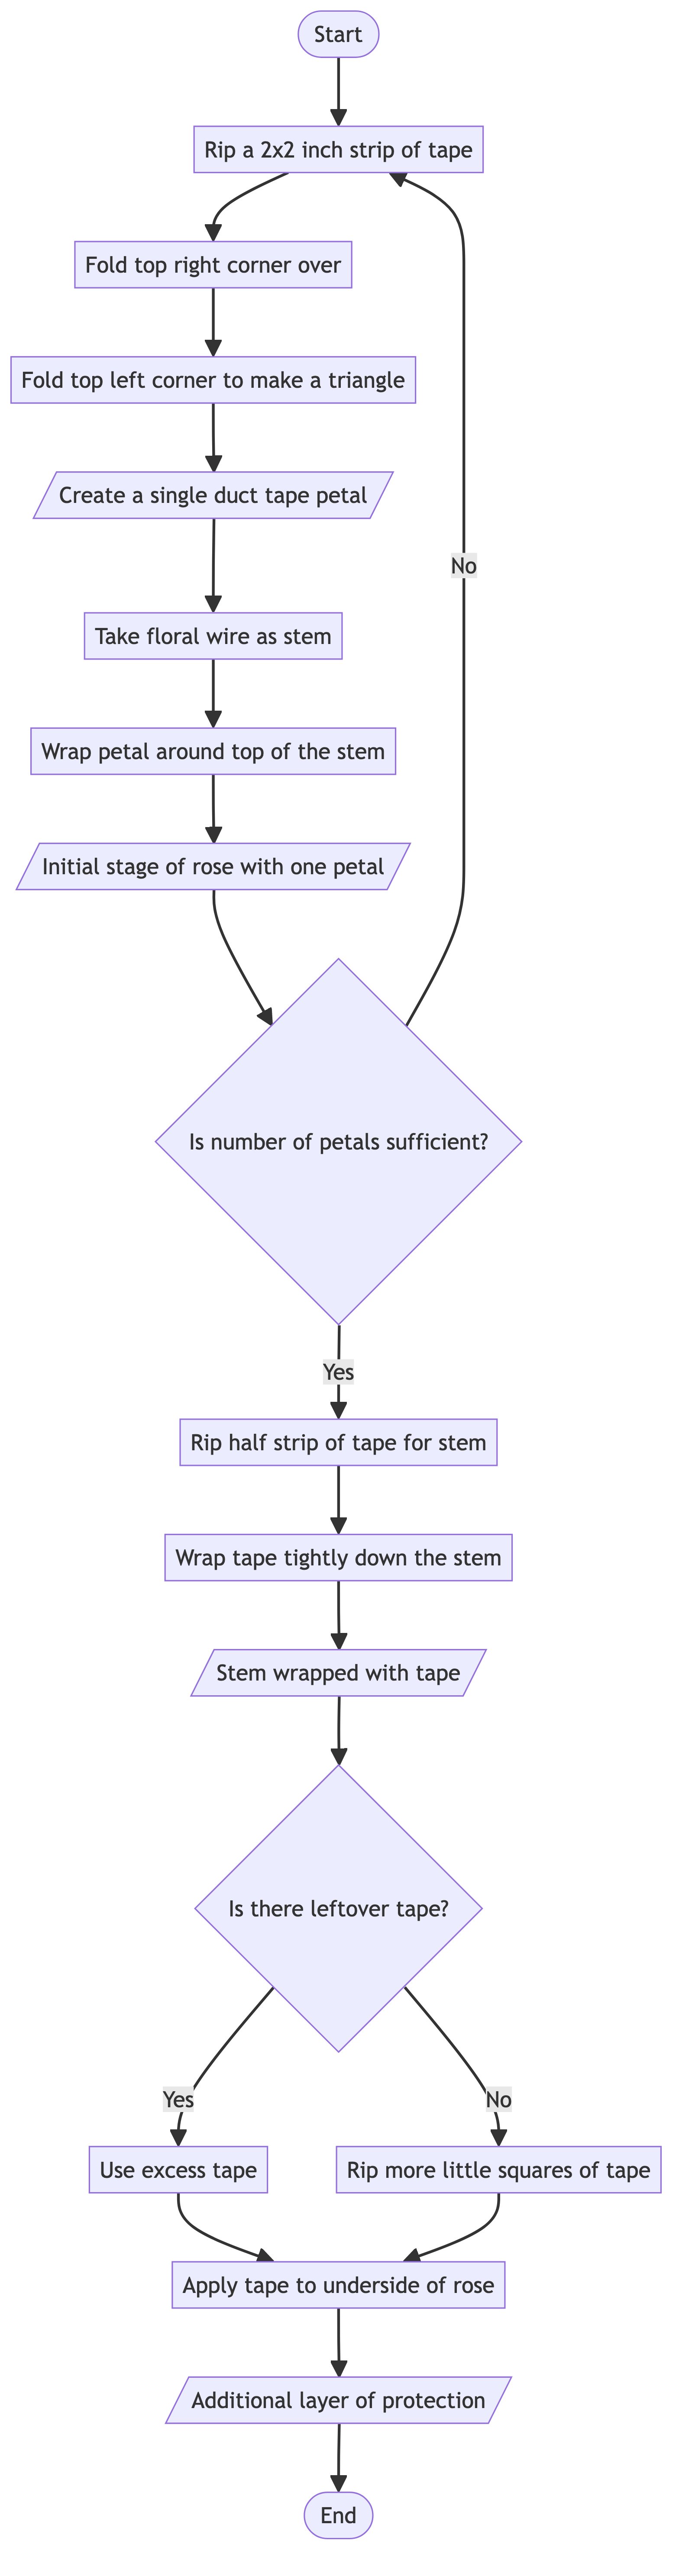 Start
Rip a 2x2 inch strip of tape
Fold top right corner over
Fold top left corner to make a triangle
Create a single duct tape petal
No
Take floral wire as stem
Wrap petal around top of the stem
Initial stage of rose with one petal
Is number of petals sufficient?
Yes
Rip half strip of tape for stem
Wrap tape tightly down the stem
Stem wrapped with tape
Is there leftover tape?
Yes
No
Use excess tape
Rip more little squares of tape
Apply tape to underside of rose
Additional layer of protection
End